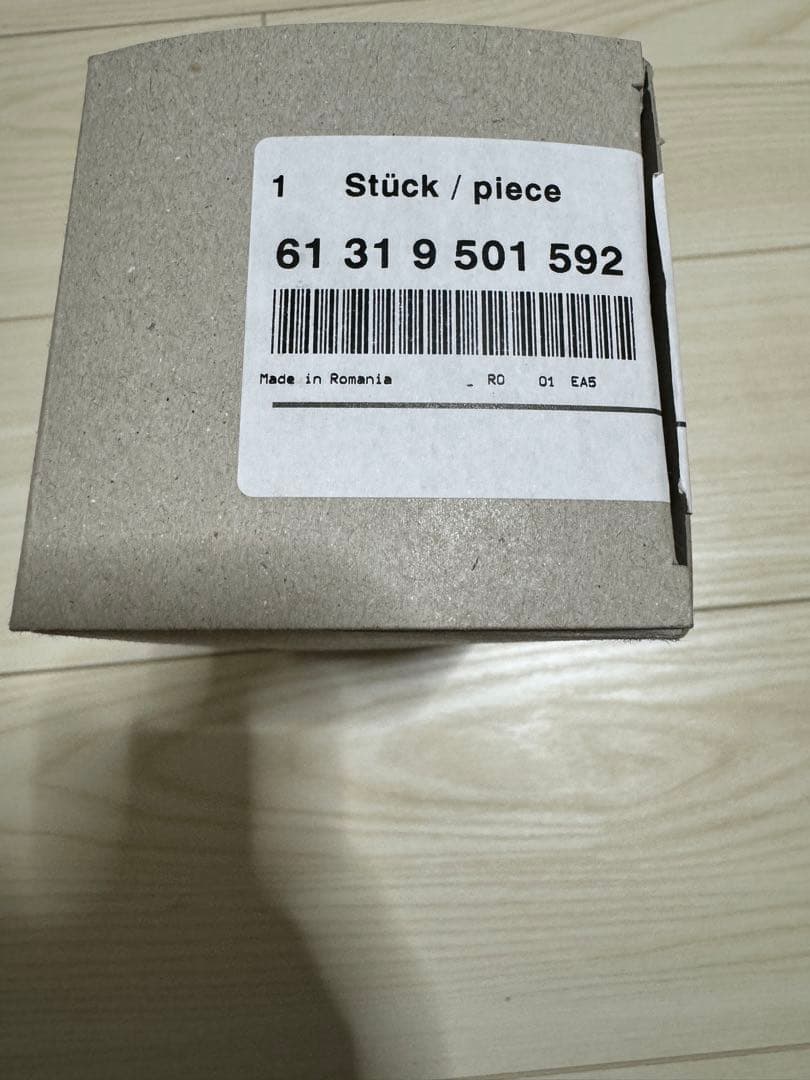 1 Stück / piece
61 31 9 501 592
Made in Romania _ RO 01 EA5